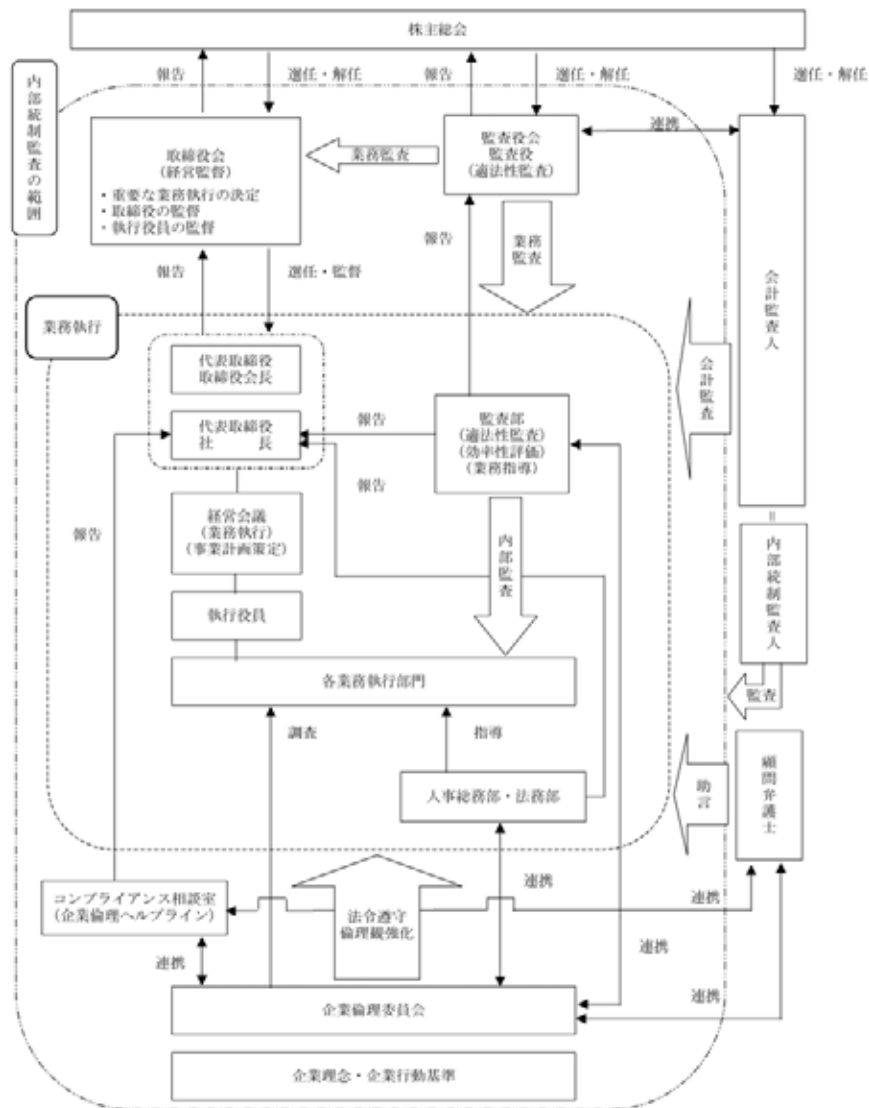 株主総会
報告
選任・解任
報告
選任・解任
選任・解任
内部統制監査の範囲
取締役会
(経営監督)
・重要な業務執行の決定
・取締役の監督
・執行役員の監督
業務監査
監査役会
監査役
(適法性監査)
連携
会計監査人
報告
選任・監督
報告
業務監査
業務執行
代表取締役
取締役会長
会計監査
代表取締役
社　長
報告
報告
監査部
(適法性監査)
(効率性評価)
(業務指導)
報告
経営会議
(業務執行)
(事業計画策定)
内部監査
=
内部統制監査人
執行役員
各業務執行部門
監査
調査
指導
人事総務部・法務部
助言
顧問弁護士
コンプライアンス相談室
(企業倫理ヘルプライン)
法令遵守
倫理観強化
連携
連携
連携
連携
連携
企業倫理委員会
企業理念・企業行動基準